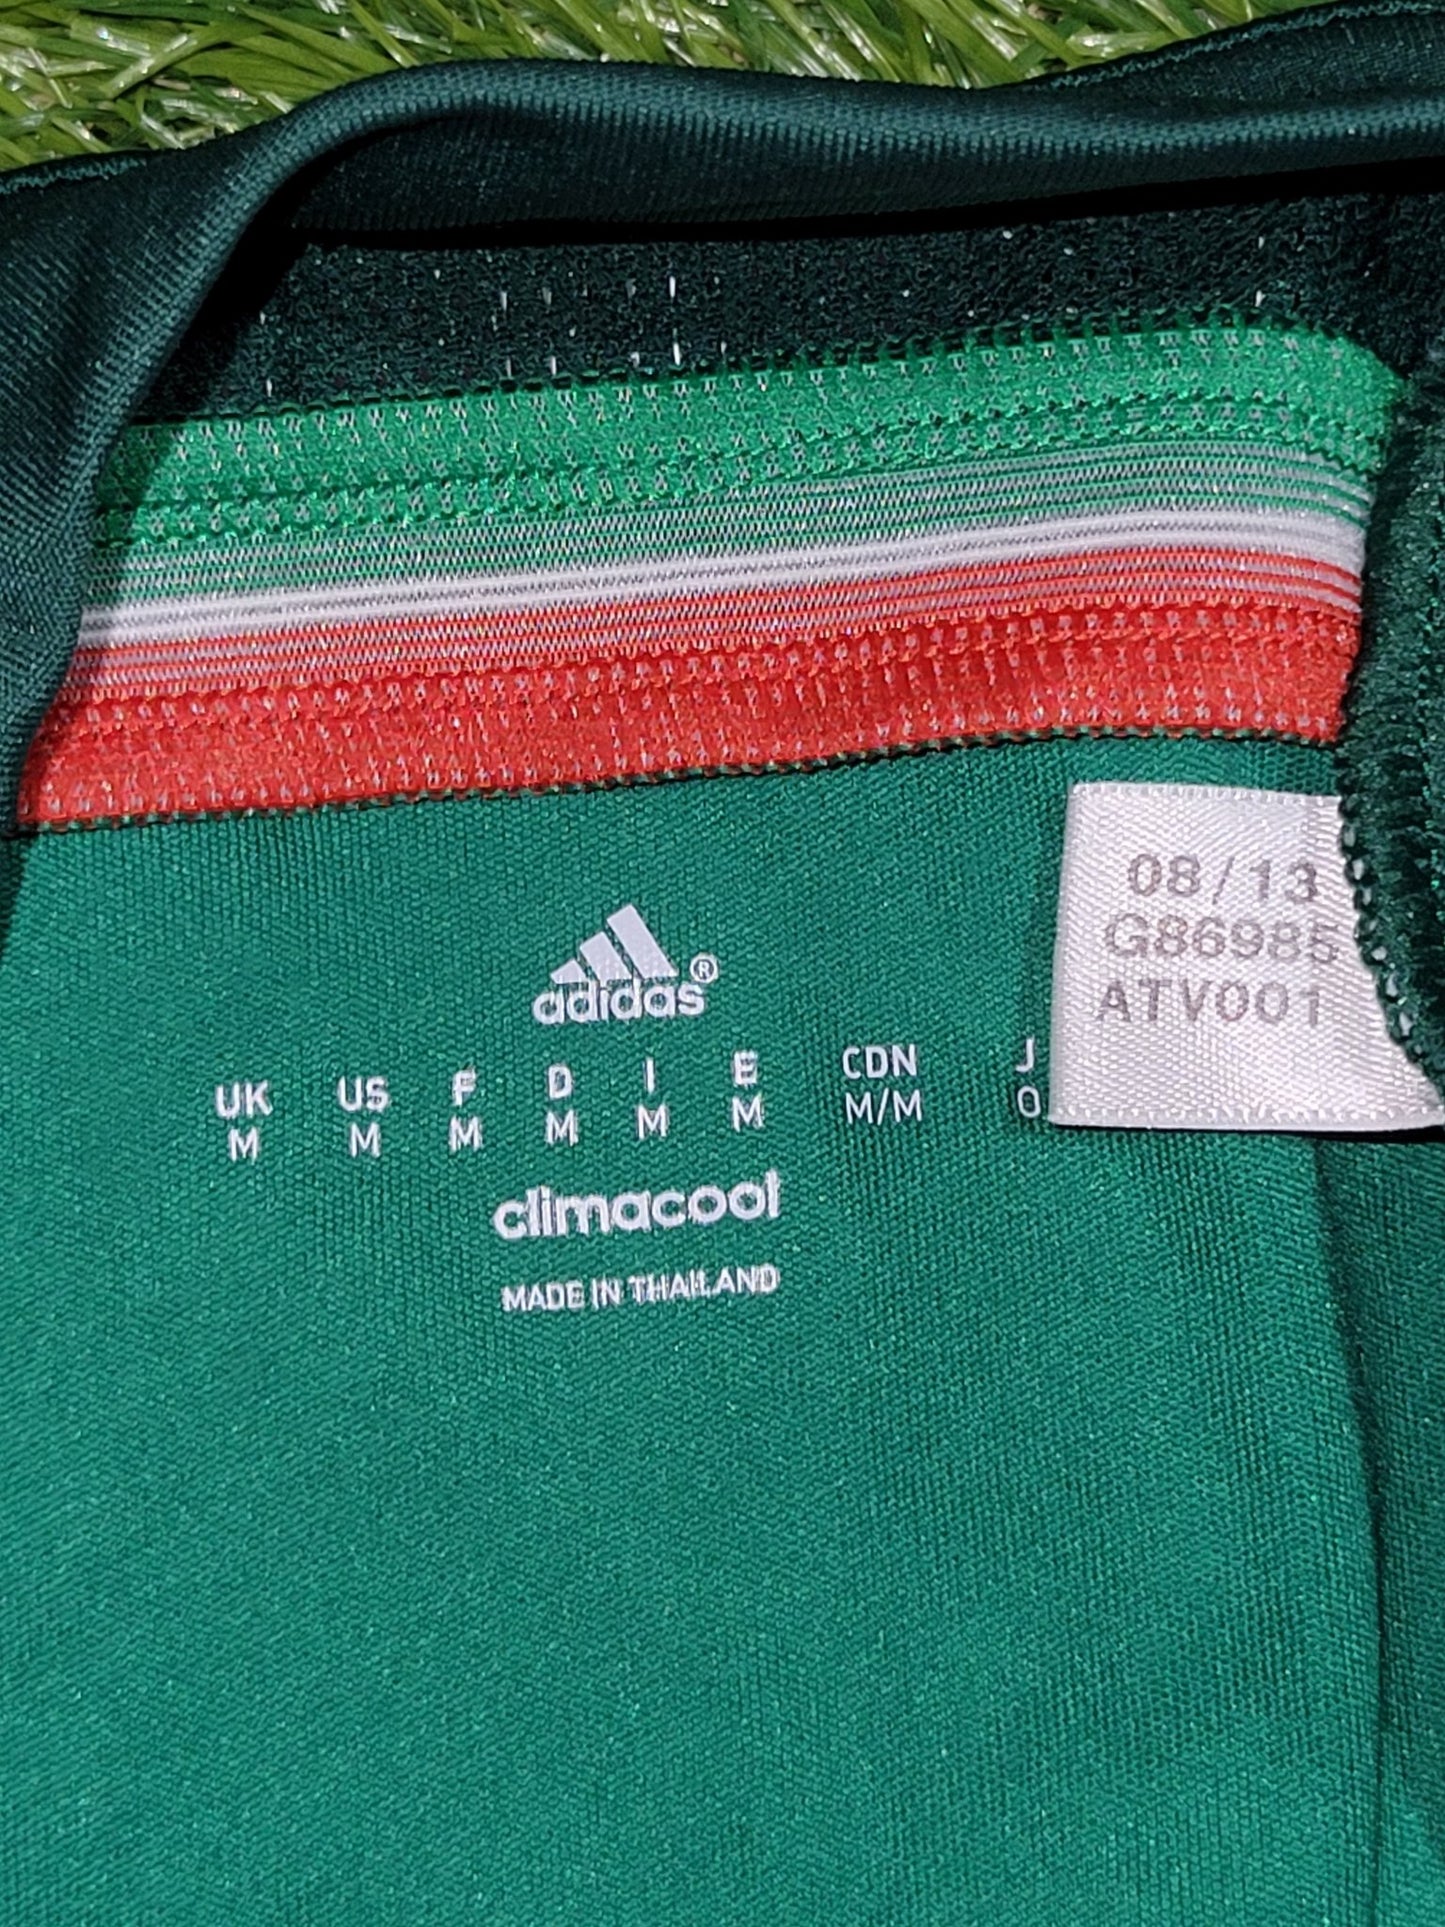 08/13
G86985
ATV001
adidas®
UK US F D I E CDN J
M M M M M M M/M O
climacool
MADE IN THAILAND